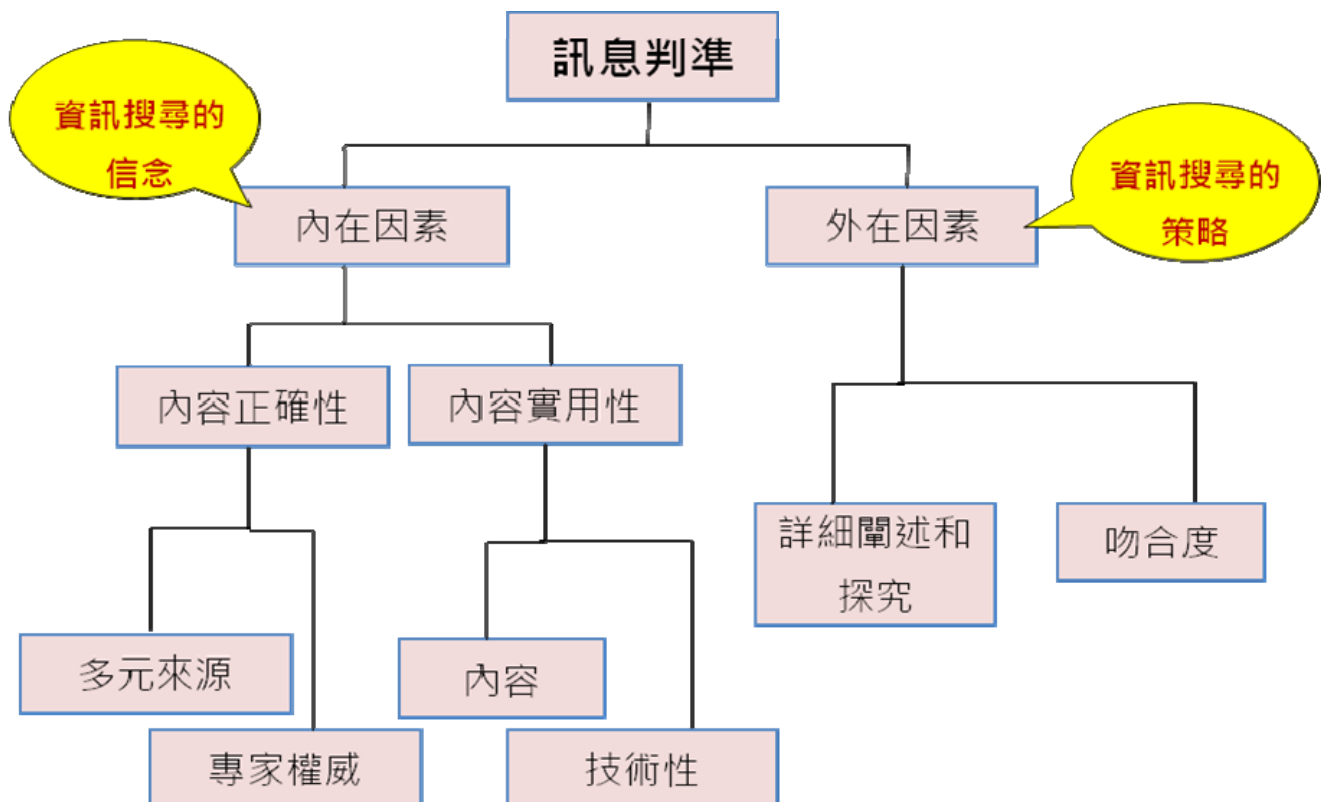 訊息判準
資訊搜尋的
信念
資訊搜尋的
策略
內在因素
外在因素
內容正確性
內容實用性
詳細闡述和
探究
吻合度
多元來源
內容
專家權威
技術性